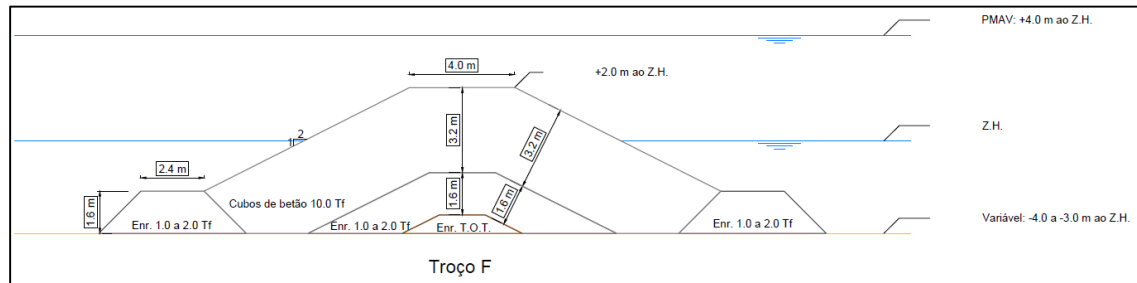 PMAV: +4.0 m ao Z.H.
4.0 m
+2.0 m ao Z.H.
3.2 m
3.2 m
Z.H.
2
1
2.4 m
1.6 m
Cubos de betão 10.0 Tf
1.6 m
1.6 m
Enr. 1.0 a 2.0 Tf
Enr. 1.0 a 2.0 Tf
Enr. T.O.T.
Enr. 1.0 a 2.0 Tf
Variável: -4.0 a -3.0 m ao Z.H.
Troço F